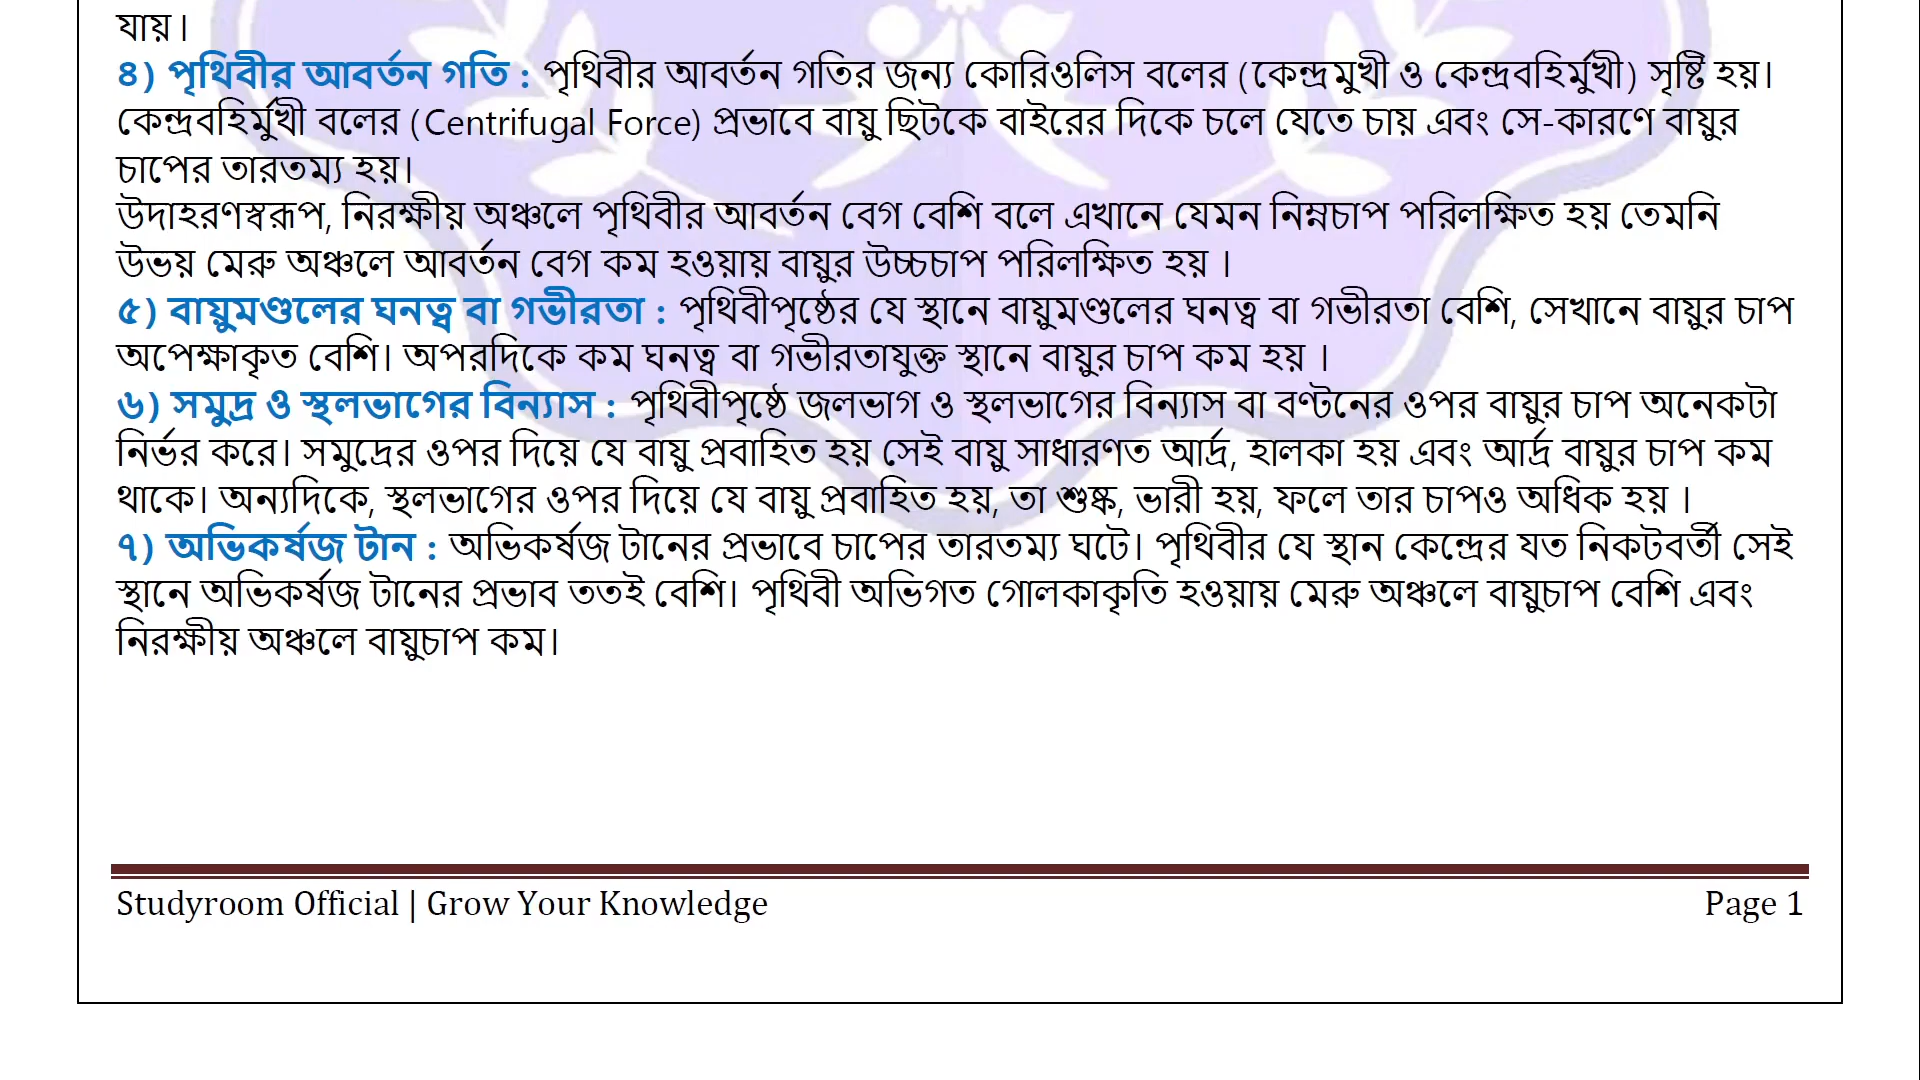 যায়।
৪) পৃথিবীর আবর্তন গতি : পৃথিবীর আবর্তন গতির জন্য কোরিওলিস বলের (কেন্দ্রমুখী ও কেন্দ্রবহির্মুখী) সৃষ্টি হয়।
কেন্দ্রবহির্মুখী বলের (Centrifugal Force) প্রভাবে বায়ু ছিটকে বাইরের দিকে চলে যেতে চায় এবং সে-কারণে বায়ুর
চাপের তারতম্য হয়।
উদাহরণস্বরূপ, নিরক্ষীয় অঞ্চলে পৃথিবীর আবর্তন বেগ বেশি বলে এখানে যেমন নিম্নচাপ পরিলক্ষিত হয় তেমনি
উভয় মেরু অঞ্চলে আবর্তন বেগ কম হওয়ায় বায়ুর উচ্চচাপ পরিলক্ষিত হয় ।
৫) বায়ুমণ্ডলের ঘনত্ব বা গভীরতা : পৃথিবীপৃষ্ঠের যে স্থানে বায়ুমণ্ডলের ঘনত্ব বা গভীরতা বেশি, সেখানে বায়ুর চাপ
অপেক্ষাকৃত বেশি। অপরদিকে কম ঘনত্ব বা গভীরতাযুক্ত স্থানে বায়ুর চাপ কম হয় ।
৬) সমুদ্র ও স্থলভাগের বিন্যাস : পৃথিবীপৃষ্ঠে জলভাগ ও স্থলভাগের বিন্যাস বা বণ্টনের ওপর বায়ুর চাপ অনেকটা
নির্ভর করে। সমুদ্রের ওপর দিয়ে যে বায়ু প্রবাহিত হয় সেই বায়ু সাধারণত আর্দ্র, হালকা হয় এবং আর্দ্র বায়ুর চাপ কম
থাকে। অন্যদিকে, স্থলভাগের ওপর দিয়ে যে বায়ু প্রবাহিত হয়, তা শুষ্ক, ভারী হয়, ফলে তার চাপও অধিক হয় ।
৭) অভিকর্ষজ টান : অভিকর্ষজ টানের প্রভাবে চাপের তারতম্য ঘটে। পৃথিবীর যে স্থান কেন্দ্রের যত নিকটবর্তী সেই
স্থানে অভিকর্ষজ টানের প্রভাব ততই বেশি। পৃথিবী অভিগত গোলকাকৃতি হওয়ায় মেরু অঞ্চলে বায়ুচাপ বেশি এবং
নিরক্ষীয় অঞ্চলে বায়ুচাপ কম।
Studyroom Official | Grow Your Knowledge
Page 1